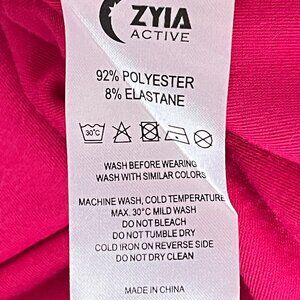 ZYIA
ACTIVE
92% POLYESTER
8% ELASTANE
30°C
WASH BEFORE WEARING
WASH WITH SIMILAR COLORS
MACHINE WASH, COLD TEMPERATURE
MAX. 30°C MILD WASH
DO NOT BLEACH
DO NOT TUMBLE DRY
COLD IRON ON REVERSE SIDE
DO NOT DRY CLEAN
MADE IN CHINA